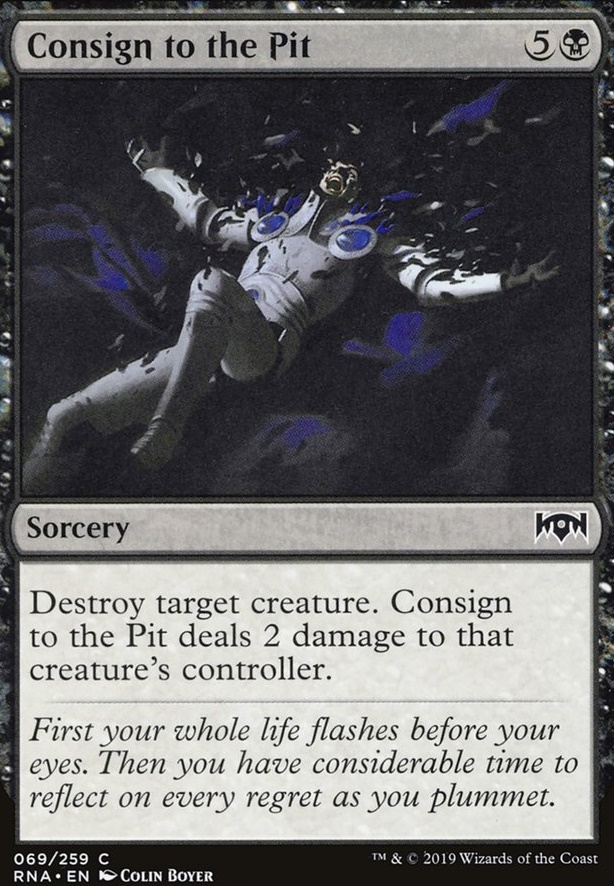 Consign to the Pit 5
Sorcery
Destroy target creature. Consign
to the Pit deals 2 damage to that
creature's controller.
First your whole life flashes before your
eyes. Then you have considerable time to
reflect on every regret as you plummet.
069/259 C
RNA • EN Colin Boyer
™ & © 2019 Wizards of the Coast